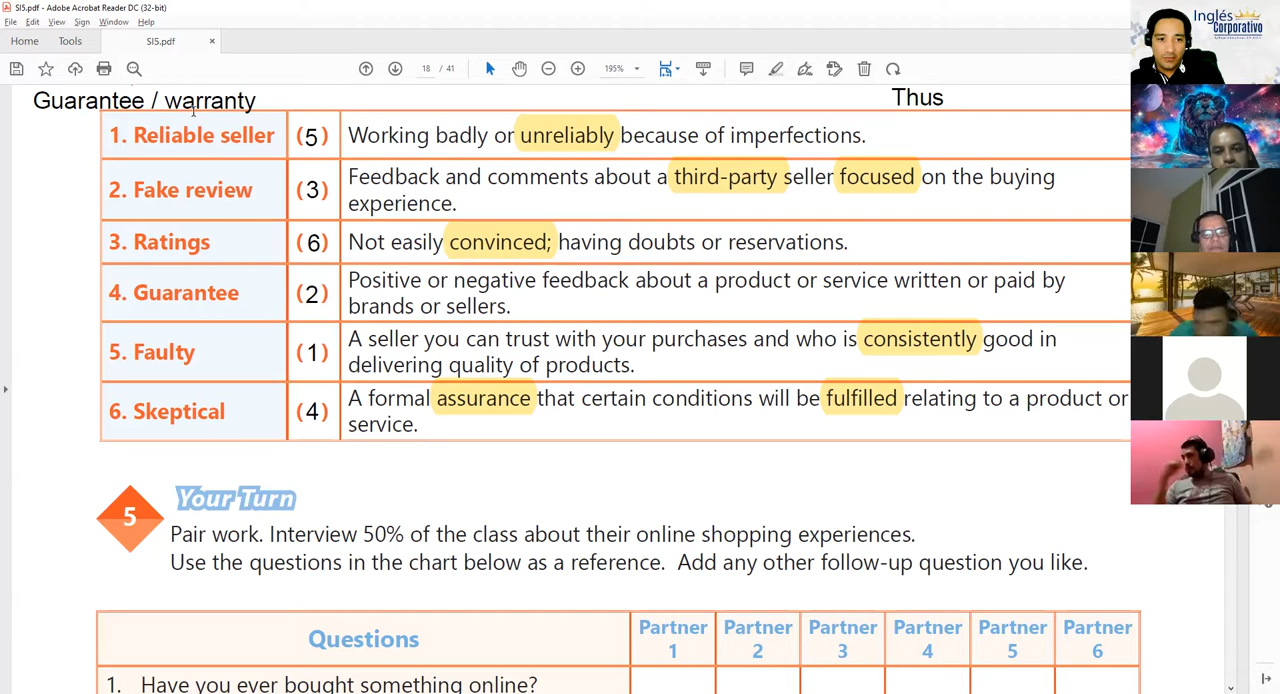 SI5.pdf - Adobe Acrobat Reader DC (32-bit)
File Edit View Sign Window Help
Home Tools SI5.pdf ×
18 / 41 195%
Inglés
Corporativo
Guarantee / warranty Thus
1. Reliable seller (5) Working badly or unreliably because of imperfections.
2. Fake review (3) Feedback and comments about a third-party seller focused on the buying
experience.
3. Ratings (6) Not easily convinced; having doubts or reservations.
4. Guarantee (2) Positive or negative feedback about a product or service written or paid by
brands or sellers.
5. Faulty (1) A seller you can trust with your purchases and who is consistently good in
delivering quality of products.
6. Skeptical (4) A formal assurance that certain conditions will be fulfilled relating to a product or
service.
5 Your Turn
Pair work. Interview 50% of the class about their online shopping experiences.
Use the questions in the chart below as a reference. Add any other follow-up question you like.
Questions Partner 1 Partner 2 Partner 3 Partner 4 Partner 5 Partner 6
1. Have you ever bought something online?